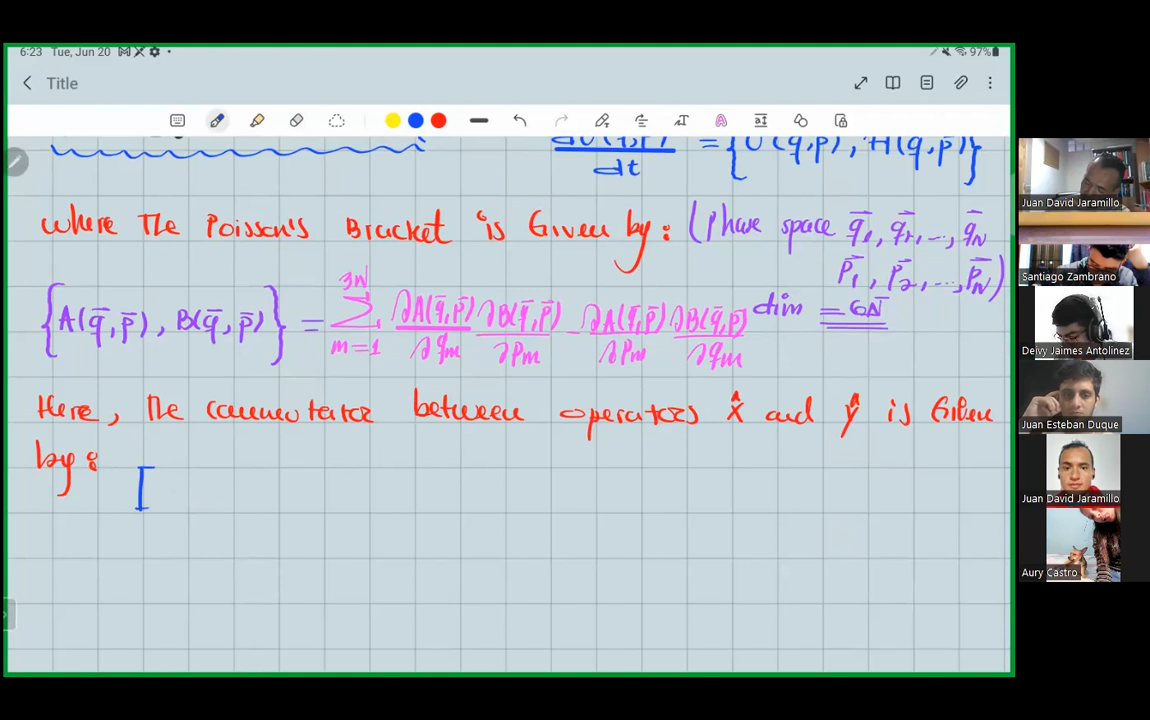 6:23 Tue, Jun 20
97%
Title
dt
= {U(q̄,p̄), H(q̄,p̄)}
where The Poisson's Bracket is Given by: (Phase space q⃗1, q⃗2, ..., q⃗N
p⃗1, p⃗2, ..., p⃗N)
{A(q̄,p̄), B(q̄,p̄)} = Σ_{m=1}^{3N} ∂A(q̄,p̄)/∂qm ∂B(q̄,p̄)/∂pm - ∂A(q̄,p̄)/∂pm ∂B(q̄,p̄)/∂qm dim = 6N
Here, The commutator between operators x̂ and ŷ is Given
by: [
Juan David Jaramillo
Santiago Zambrano
Deivy Jaimes Antolinez
Juan Esteban Duque
Juan David Jaramillo
Aury Castro